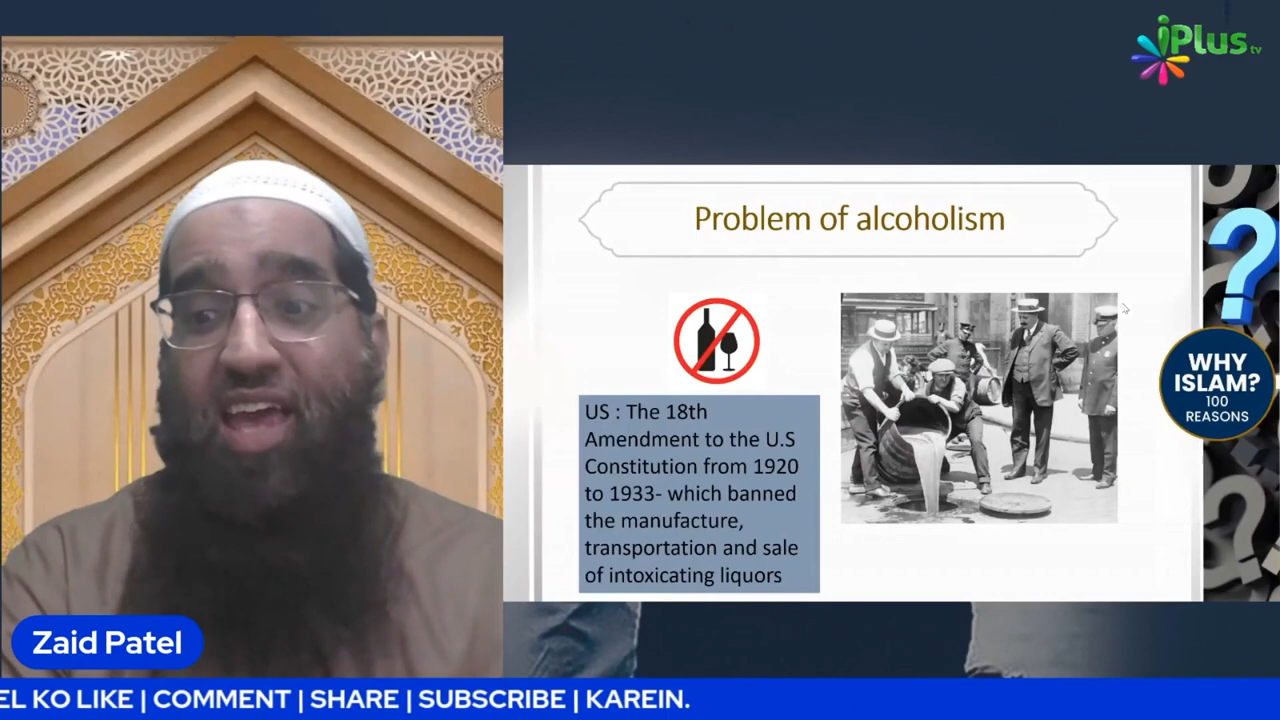 iPlus tv
Problem of alcoholism
US : The 18th
Amendment to the U.S
Constitution from 1920
to 1933- which banned
the manufacture,
transportation and sale
of intoxicating liquors
WHY
ISLAM?
100
REASONS
Zaid Patel
EL KO LIKE | COMMENT | SHARE | SUBSCRIBE | KAREIN.